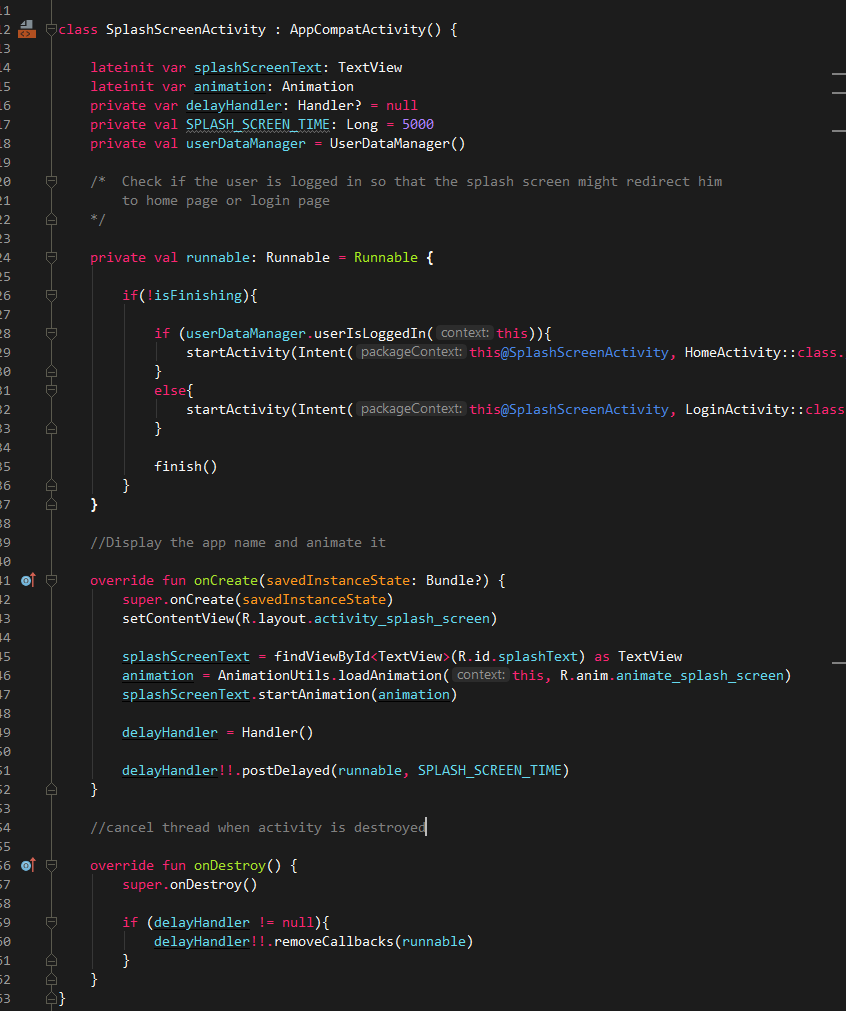 11
12 class SplashScreenActivity : AppCompatActivity() {
13
14 lateinit var splashScreenText: TextView
15 lateinit var animation: Animation
16 private var delayHandler: Handler? = null
17 private val SPLASH_SCREEN_TIME: Long = 5000
18 private val userDataManager = UserDataManager()
19
20 /* Check if the user is logged in so that the splash screen might redirect him
21 to home page or login page
22 */
23
24 private val runnable: Runnable = Runnable {
25
26 if(!isFinishing){
27
28 if (userDataManager.userIsLoggedIn( context: this)){
29 startActivity(Intent( packageContext: this@SplashScreenActivity, HomeActivity::class.
30 }
31 else{
32 startActivity(Intent( packageContext: this@SplashScreenActivity, LoginActivity::class
33 }
34
35 finish()
36 }
37 }
38
39 //Display the app name and animate it
40
41 override fun onCreate(savedInstanceState: Bundle?) {
42 super.onCreate(savedInstanceState)
43 setContentView(R.layout.activity_splash_screen)
44
45 splashScreenText = findViewById<TextView>(R.id.splashText) as TextView
46 animation = AnimationUtils.loadAnimation( context: this, R.anim.animate_splash_screen)
47 splashScreenText.startAnimation(animation)
48
49 delayHandler = Handler()
50
51 delayHandler!!.postDelayed(runnable, SPLASH_SCREEN_TIME)
52 }
53
54 //cancel thread when activity is destroyed
55
56 override fun onDestroy() {
57 super.onDestroy()
58
59 if (delayHandler != null){
60 delayHandler!!.removeCallbacks(runnable)
61 }
62 }
63 }